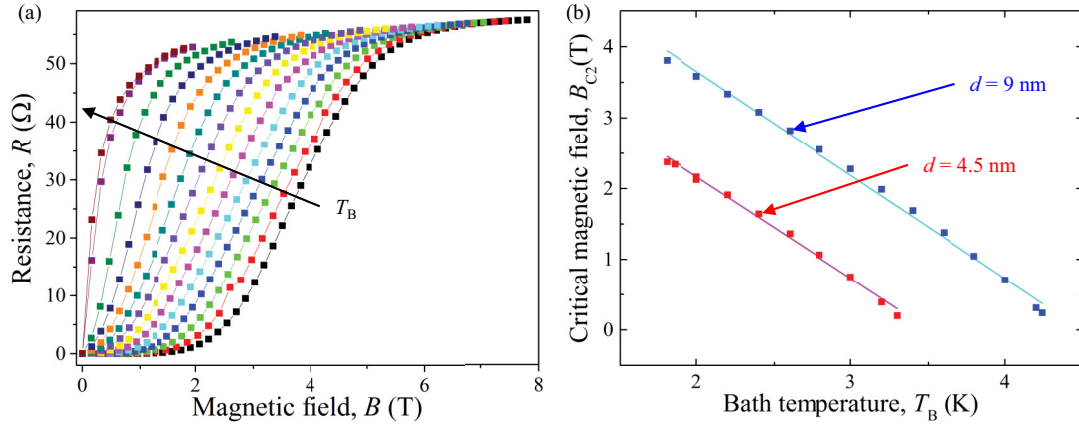 (a)
50
40
30
20
10
0
Resistance, R (Ω)
T_B
0 2 4 6 8
Magnetic field, B (T)
(b)
4
3
2
1
0
Critical magnetic field, B_C2(T)
d = 9 nm
d = 4.5 nm
2 3 4
Bath temperature, T_B (K)